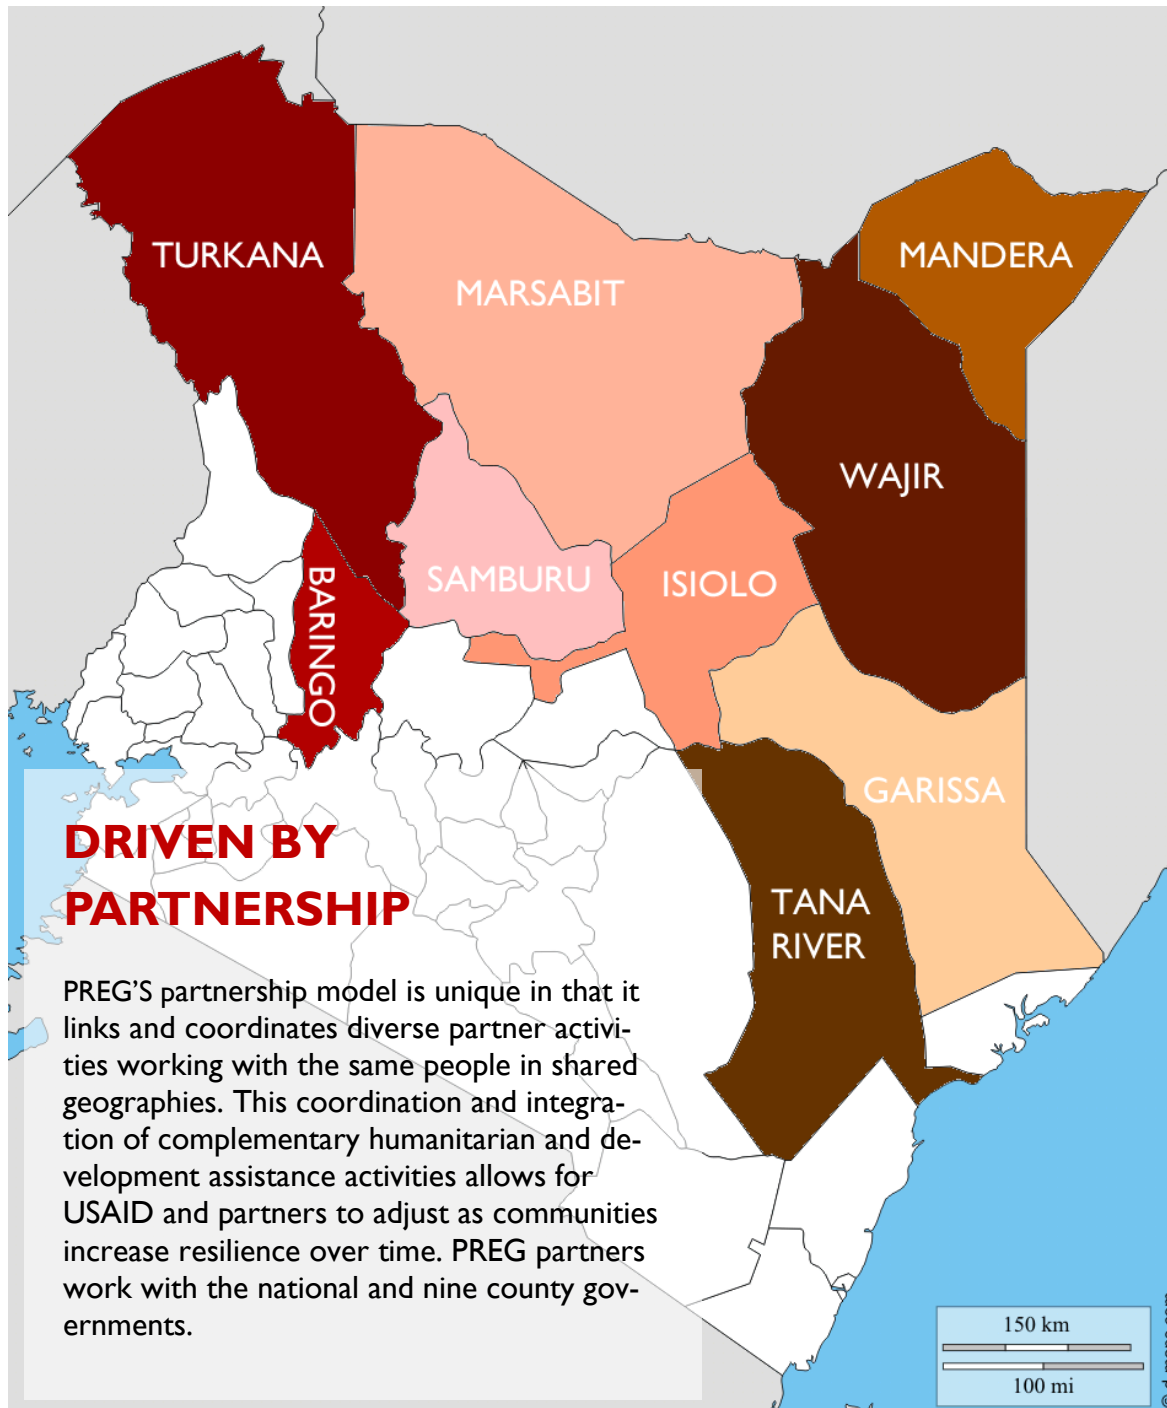 TURKANA
MARSABIT
MANDERA
WAJIR
SAMBURU
ISIOLO
BARINGO
GARISSA
TANA
RIVER
DRIVEN BY
PARTNERSHIP
PREG'S partnership model is unique in that it
links and coordinates diverse partner activi-
ties working with the same people in shared
geographies. This coordination and integra-
tion of complementary humanitarian and de-
velopment assistance activities allows for
USAID and partners to adjust as communities
increase resilience over time. PREG partners
work with the national and nine county gov-
ernments.
150 km
100 mi